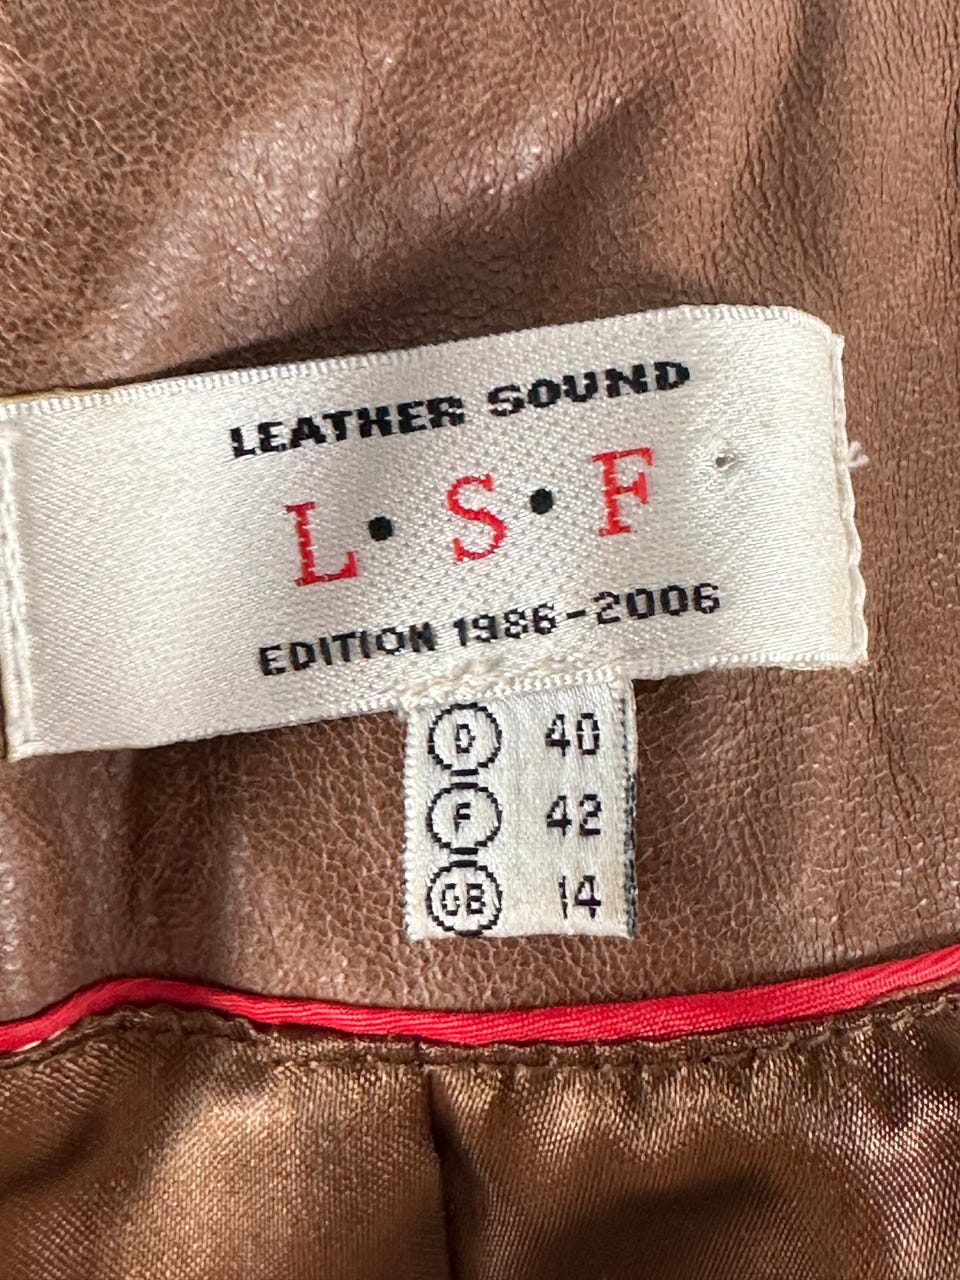 LEATHER SOUND
L·S·F
EDITION 1986-2006
D 40
F 42
GB 14